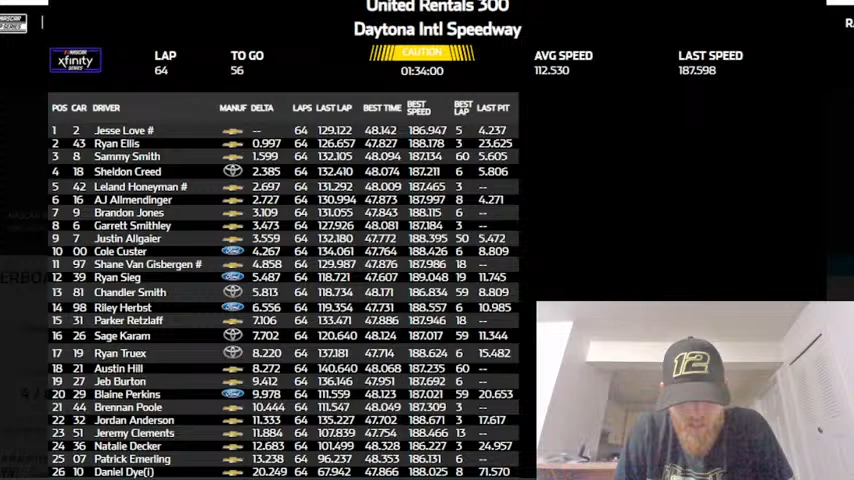 United Rentals 300
Daytona Intl Speedway
xfinity
LAP TO GO CAUTION AVG SPEED LAST SPEED
64 56 01:34:00 112.530 187.598
POS CAR DRIVER MANUF DELTA LAPS LAST LAP BEST TIME BEST SPEED BEST LAP LAST PIT
1 2 Jesse Love # -- 64 129.122 48.142 186.947 5 4.237
2 43 Ryan Ellis 0.997 64 126.657 47.827 188.178 3 23.625
3 8 Sammy Smith 1.599 64 132.105 48.094 187.134 60 5.605
4 18 Sheldon Creed 2.385 64 132.410 48.074 187.211 6 5.806
5 42 Leland Honeyman # 2.697 64 131.292 48.009 187.465 3 --
6 16 AJ Allmendinger 2.727 64 130.994 47.873 187.997 8 4.271
7 9 Brandon Jones 3.109 64 131.055 47.843 188.115 6 --
8 6 Garrett Smithley 3.473 64 127.926 48.081 187.184 3 --
9 7 Justin Allgaier 3.559 64 132.180 47.772 188.395 50 5.472
10 00 Cole Custer 4.267 64 134.061 47.764 188.426 6 8.809
11 97 Shane Van Gisbergen # 4.858 64 129.987 47.876 187.986 18 --
12 39 Ryan Sieg 5.487 64 118.721 47.607 189.048 19 11.745
13 81 Chandler Smith 5.813 64 118.734 48.171 186.834 59 8.809
14 98 Riley Herbst 6.556 64 119.354 47.731 188.557 6 10.985
15 31 Parker Retzlaff 7.106 64 133.471 47.886 187.946 18 --
16 26 Sage Karam 7.702 64 120.640 48.124 187.017 59 11.344
17 19 Ryan Truex 8.220 64 137.181 47.714 188.624 6 15.482
18 21 Austin Hill 8.272 64 140.640 48.068 187.235 60 --
19 27 Jeb Burton 9.412 64 136.146 47.951 187.692 6 --
20 29 Blaine Perkins 9.978 64 111.559 48.123 187.021 59 20.653
21 44 Brennan Poole 10.444 64 111.547 48.049 187.309 3 --
22 32 Jordan Anderson 11.333 64 135.227 47.702 188.671 3 17.617
23 51 Jeremy Clements 11.884 64 107.839 47.754 188.466 13 --
24 36 Natalie Decker 12.683 64 101.499 48.328 186.227 3 24.957
25 07 Patrick Emerling 13.238 64 96.237 48.353 186.131 6 --
26 10 Daniel Dye(i) 20.249 64 67.942 47.866 188.025 8 71.570
12